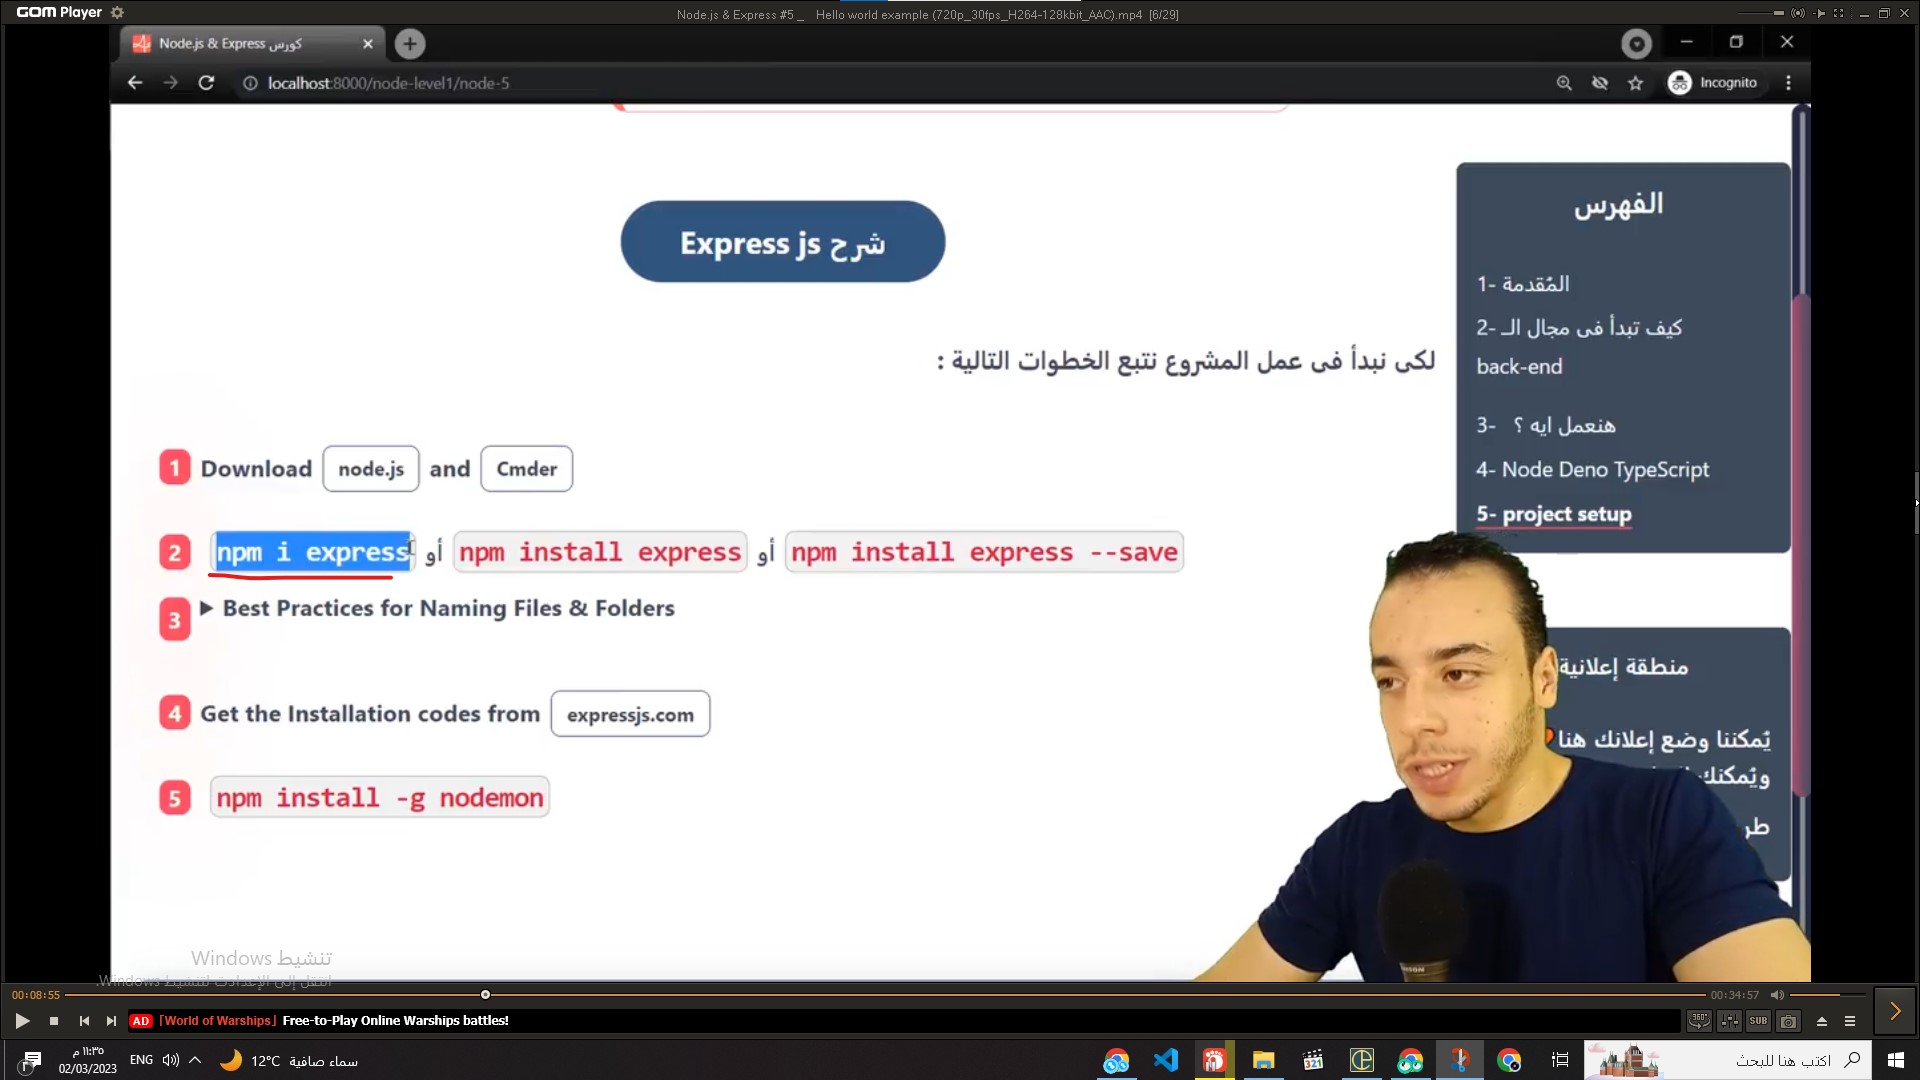 GOM Player
Node.js & Express #5 _ Hello world example (720p_30fps_H264-128kbit_AAC).mp4 [6/29]
Node.js & Express كورس
localhost:8000/node-level1/node-5
Incognito
شرح Express js
لكى نبدأ فى عمل المشروع نتبع الخطوات التالية :
1 Download node.js and Cmder
2 npm i express أو npm install express أو npm install express --save
3 Best Practices for Naming Files & Folders
4 Get the Installation codes from expressjs.com
5 npm install -g nodemon
الفهرس
1- المُقدمة
2- كيف تبدأ فى مجال الـ
back-end
3- هنعمل ايه ؟
4- Node Deno TypeScript
5- project setup
منطقة إعلانية
يُمكننا وضع إعلانك هنا
ويُمكنك
طر
تنشيط Windows
انتقل إلى الإعدادات لتنشيط Windows.
00:08:55
00:34:57
AD [World of Warships] Free-to-Play Online Warships battles!
360°
SUB
١١:٣٥ م
02/03/2023
ENG
12°C سماء صافية
321
اكتب هنا للبحث